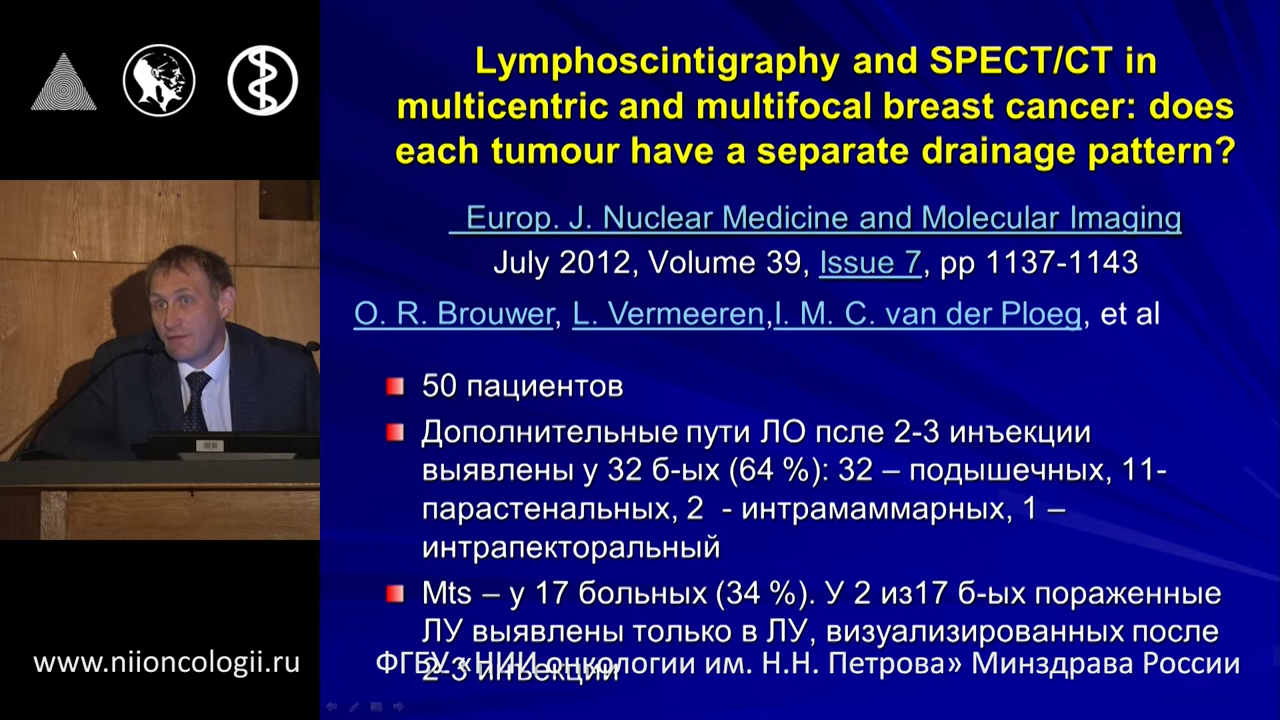 Lymphoscintigraphy and SPECT/CT in
multicentric and multifocal breast cancer: does
each tumour have a separate drainage pattern?
Europ. J. Nuclear Medicine and Molecular Imaging
July 2012, Volume 39, Issue 7, pp 1137-1143
O. R. Brouwer, L. Vermeeren,I. M. C. van der Ploeg, et al
50 пациентов
Дополнительные пути ЛО псле 2-3 инъекции
выявлены у 32 б-ых (64 %): 32 – подышечных, 11-
парастенальных, 2 - интрамаммарных, 1 –
интрапекторальный
Mts – у 17 больных (34 %). У 2 из17 б-ых пораженные
ЛУ выявлены только в ЛУ, визуализированных после
2-3 инъекции
www.niioncologii.ru
ФГБУ «НИИ онкологии им. Н.Н. Петрова» Минздрава России